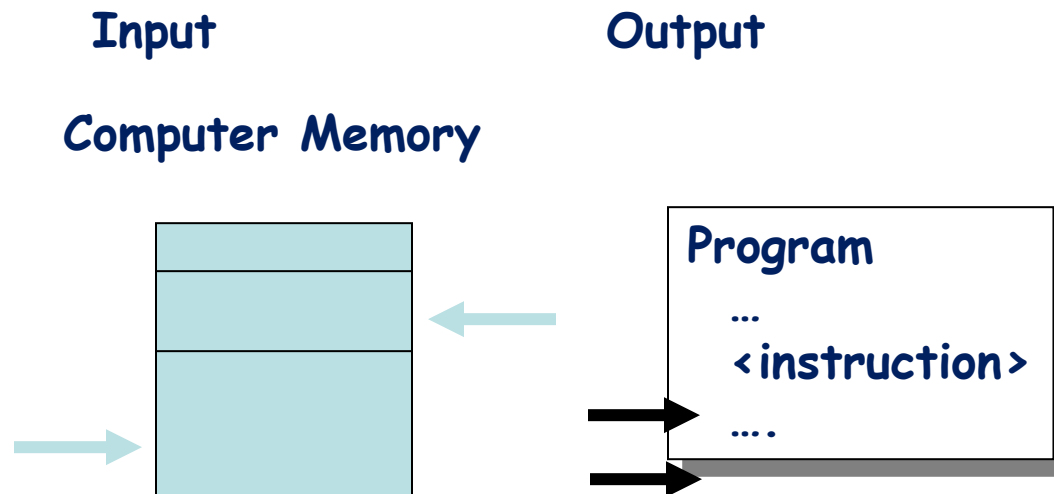 Input
Output
Computer Memory
Program
…
<instruction>
….